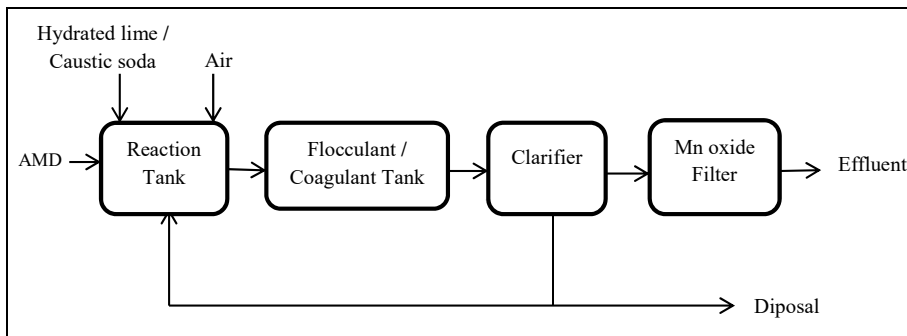 Hydrated lime /
Caustic soda
Air
AMD
Reaction
Tank
Flocculant /
Coagulant Tank
Clarifier
Mn oxide
Filter
Effluent
Diposal